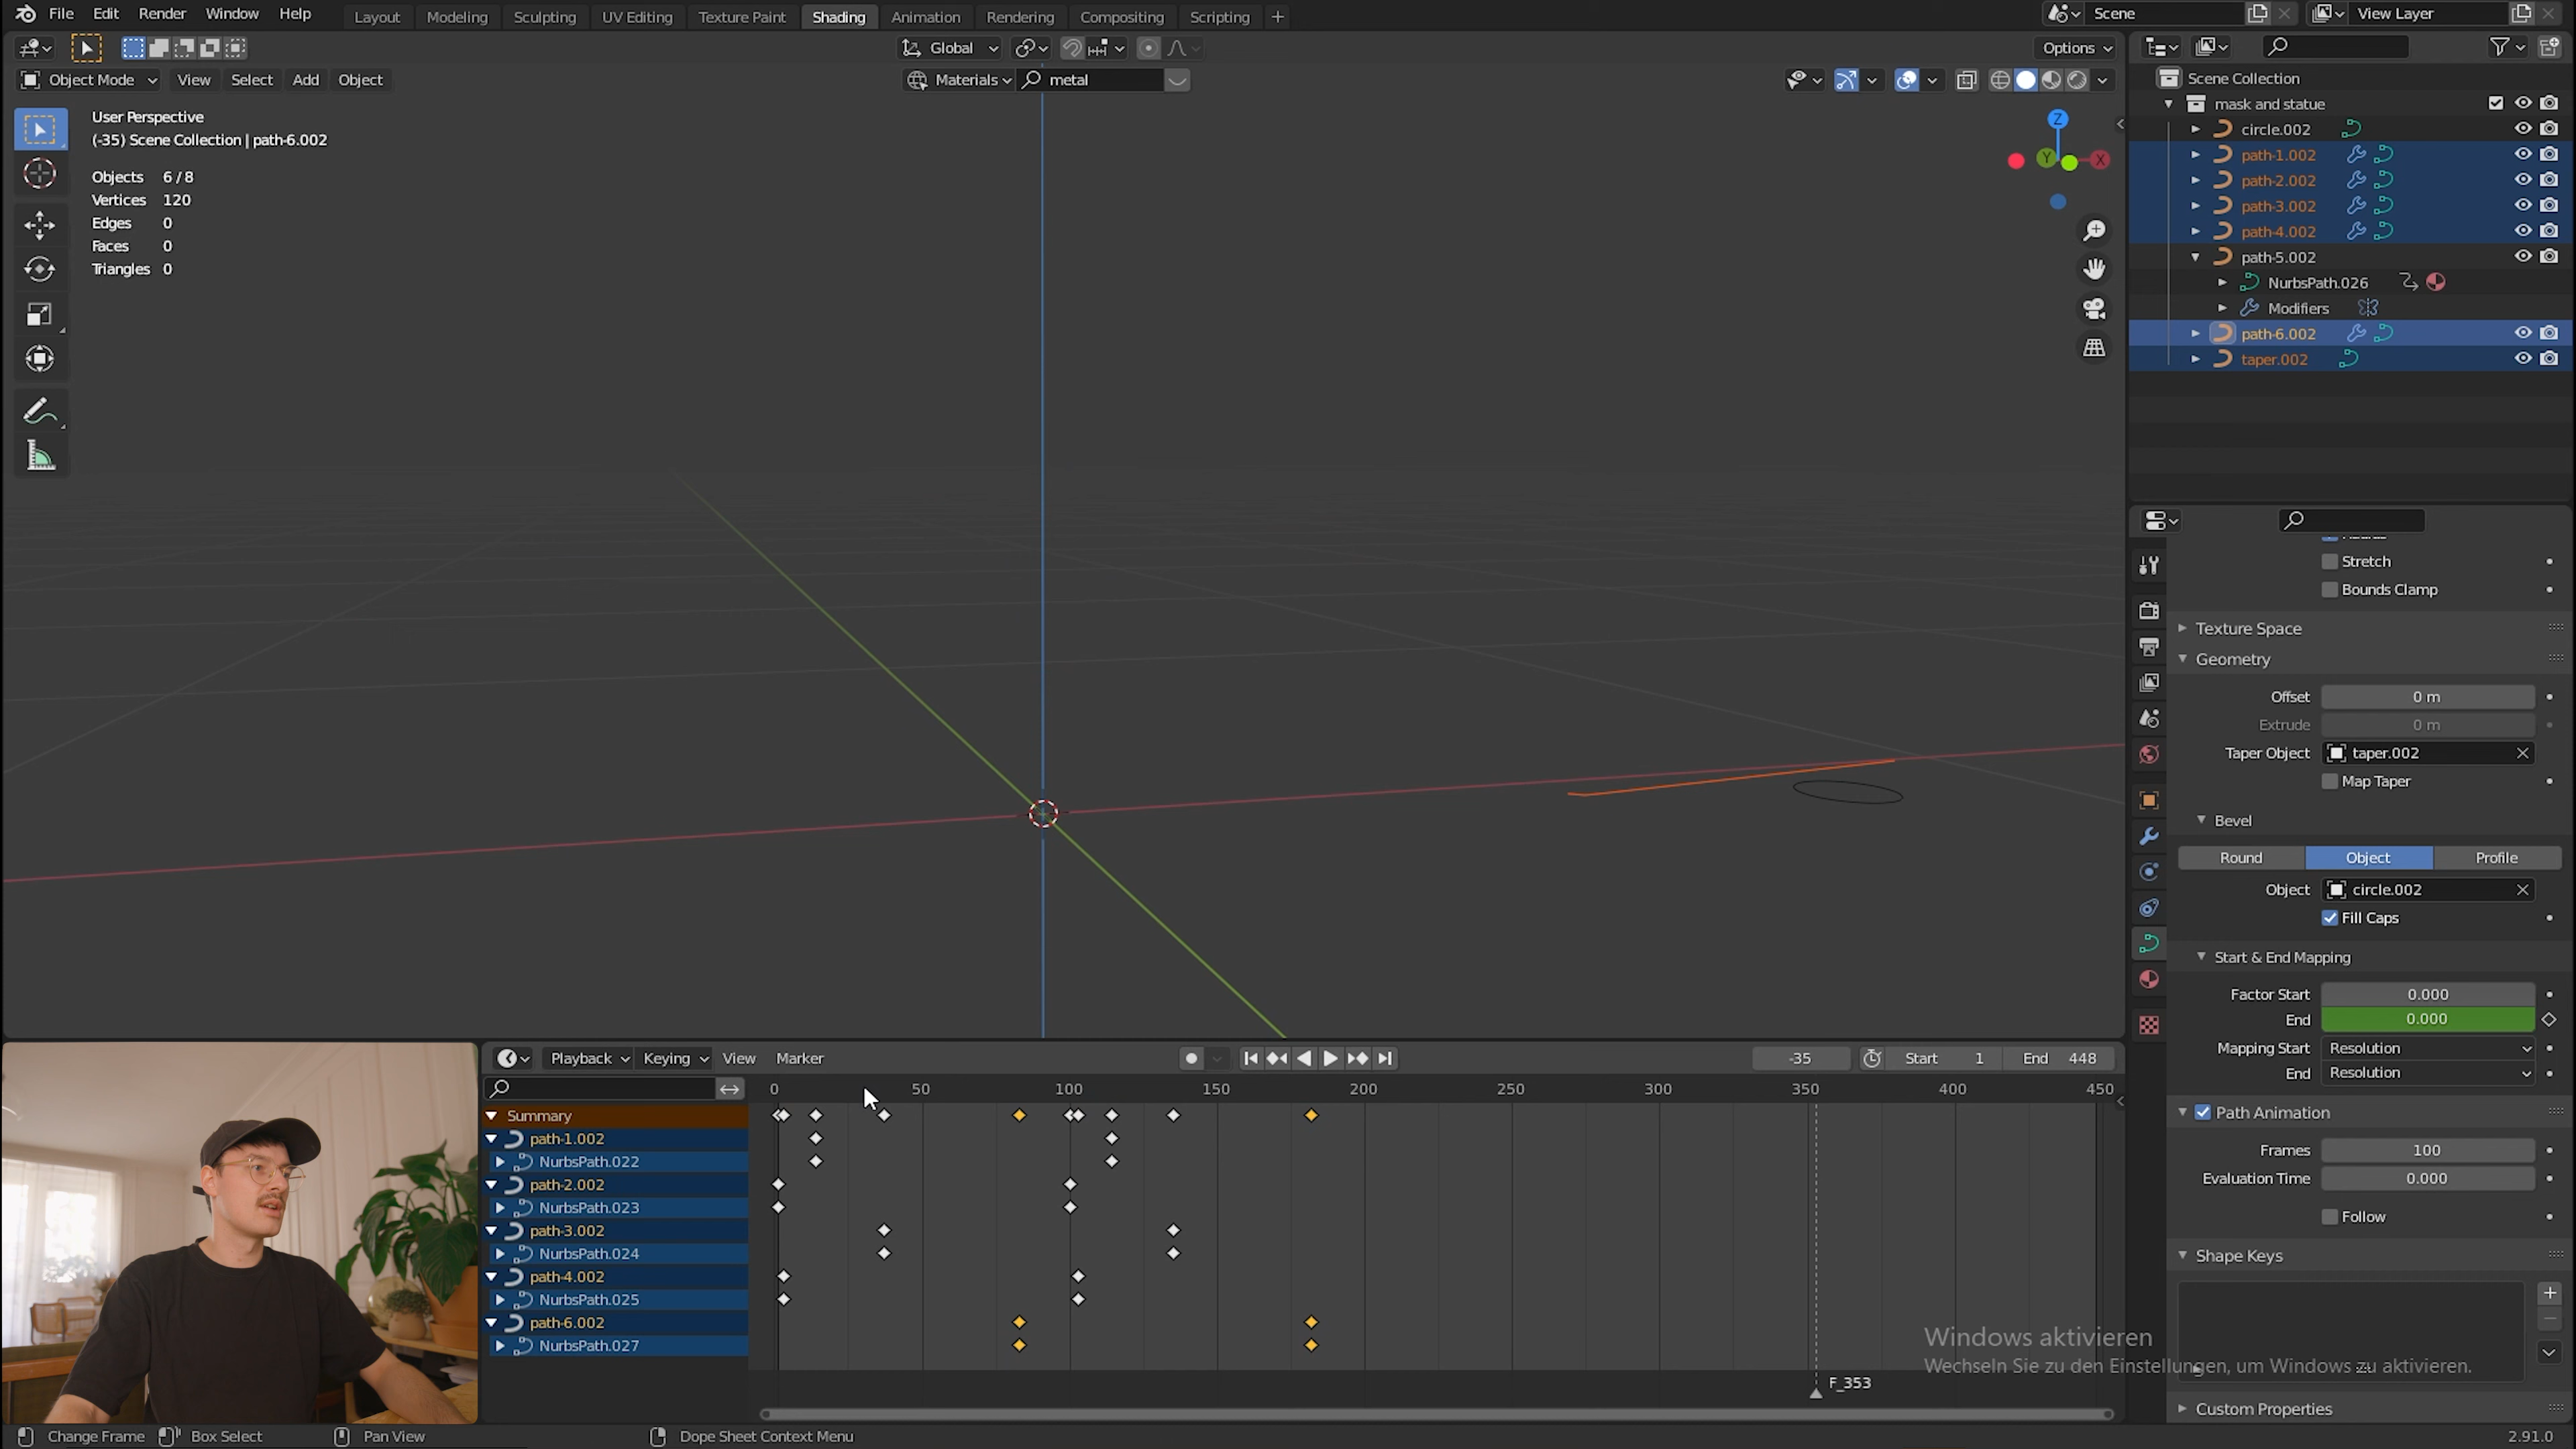 File Edit Render Window Help
Layout Modeling Sculpting UV Editing Texture Paint Shading Animation Rendering Compositing Scripting +
Scene
View Layer
Global
Options
Object Mode View Select Add Object
Materials metal
User Perspective
(-35) Scene Collection | path-6.002
Objects 6 / 8
Vertices 120
Edges 0
Faces 0
Triangles 0
Z
Y
X
Scene Collection
mask and statue
circle.002
path-1.002
path-2.002
path-3.002
path-4.002
path-5.002
NurbsPath.026
Modifiers
path-6.002
taper.002
Stretch
Bounds Clamp
Texture Space
Geometry
Offset 0 m
Extrude 0 m
Taper Object taper.002
Map Taper
Bevel
Round Object Profile
Object circle.002
Fill Caps
Start & End Mapping
Factor Start 0.000
End 0.000
Mapping Start Resolution
End Resolution
Path Animation
Frames 100
Evaluation Time 0.000
Follow
Shape Keys
Custom Properties
Playback Keying View Marker
-35 Start 1 End 448
0 50 100 150 200 250 300 350 400 450
Summary
path-1.002
NurbsPath.022
path-2.002
NurbsPath.023
path-3.002
NurbsPath.024
path-4.002
NurbsPath.025
path-6.002
NurbsPath.027
F_353
Windows aktivieren
Wechseln Sie zu den Einstellungen, um Windows zu aktivieren.
Change Frame Box Select Pan View Dope Sheet Context Menu
2.91.0